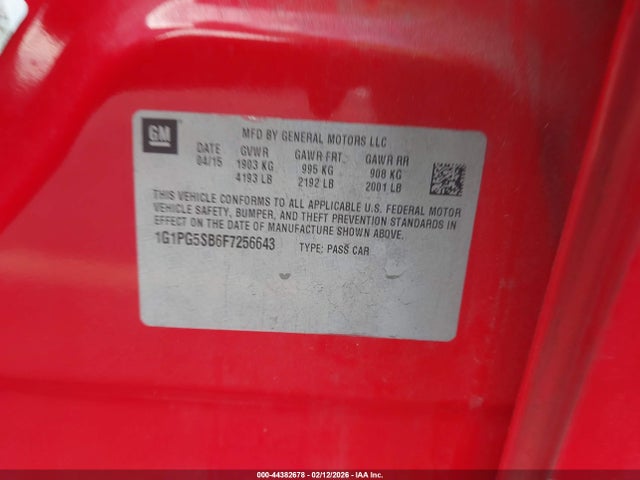 GM
MFD BY GENERAL MOTORS LLC
DATE GVWR GAWR FRT. GAWR RR
04/15 1903 KG 995 KG 908 KG
4193 LB 2192 LB 2001 LB
THIS VEHICLE CONFORMS TO ALL APPLICABLE U.S. FEDERAL MOTOR
VEHICLE SAFETY, BUMPER, AND THEFT PREVENTION STANDARDS IN
EFFECT ON THE DATE OF MANUFACTURE SHOWN ABOVE.
1G1PG5SB6F7256643 TYPE: PASS CAR
000-44382678 - 02/12/2026 - IAAI.COM